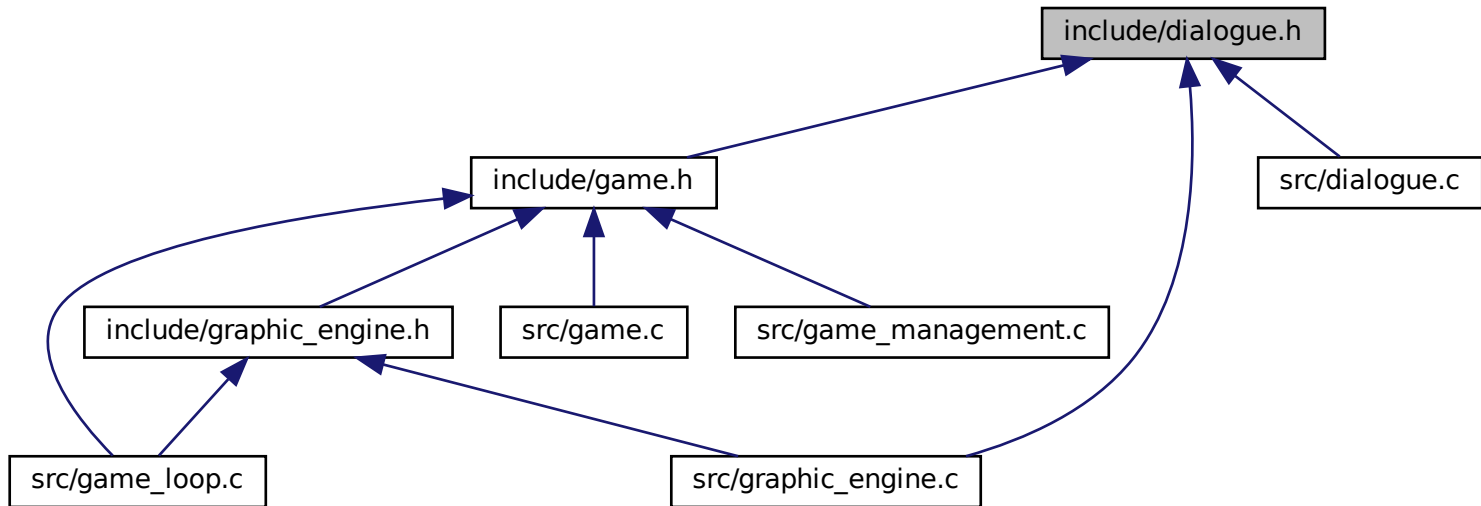 include/dialogue.h
include/game.h
src/dialogue.c
include/graphic_engine.h
src/game.c
src/game_management.c
src/game_loop.c
src/graphic_engine.c